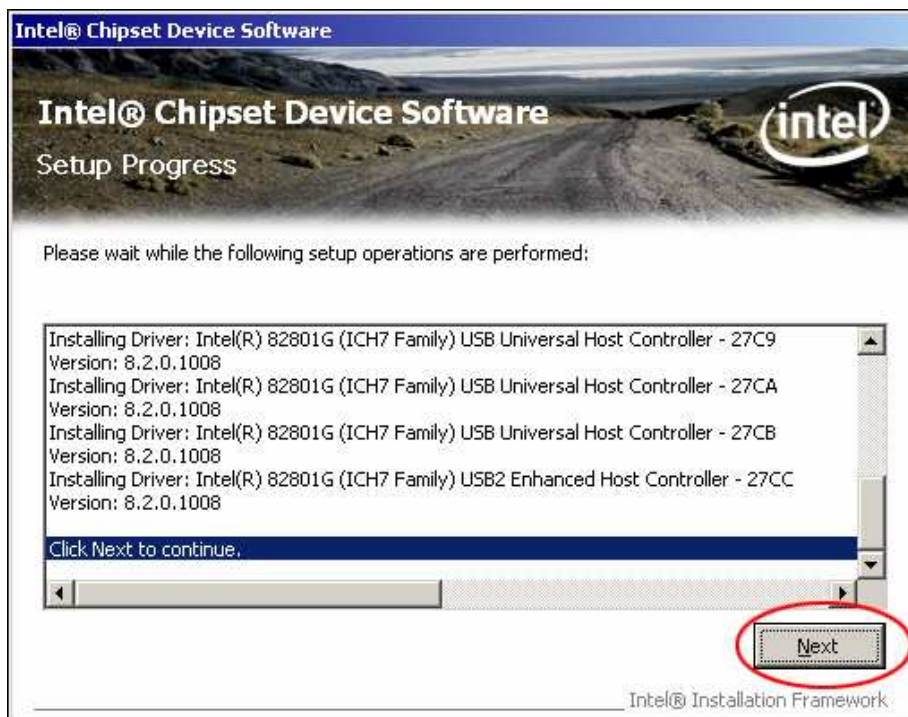 Intel® Chipset Device Software
Intel® Chipset Device Software
intel
Setup Progress
Please wait while the following setup operations are performed:
Installing Driver: Intel(R) 82801G (ICH7 Family) USB Universal Host Controller - 27C9
Version: 8.2.0.1008
Installing Driver: Intel(R) 82801G (ICH7 Family) USB Universal Host Controller - 27CA
Version: 8.2.0.1008
Installing Driver: Intel(R) 82801G (ICH7 Family) USB Universal Host Controller - 27CB
Version: 8.2.0.1008
Installing Driver: Intel(R) 82801G (ICH7 Family) USB2 Enhanced Host Controller - 27CC
Version: 8.2.0.1008
Click Next to continue.
Next
Intel® Installation Framework